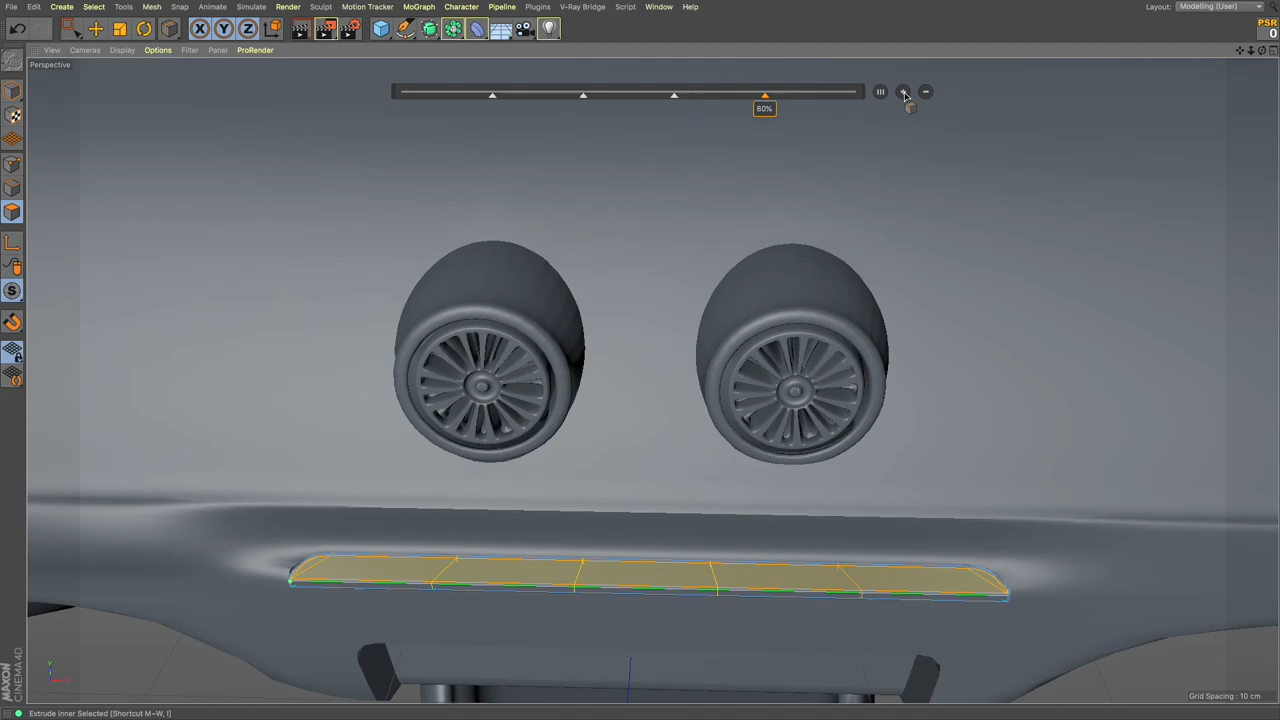 File Edit Create Select Tools Mesh Snap Animate Simulate Render Sculpt Motion Tracker MoGraph Character Pipeline Plugins V-Ray Bridge Script Window Help Layout: Modelling (User)
X Y Z PSR
0
View Cameras Display Options Filter Panel ProRender
Perspective
80%
S
Y
MAXON
CINEMA 4D
Grid Spacing : 10 cm
Extrude Inner Selected [Shortcut M~W, I]